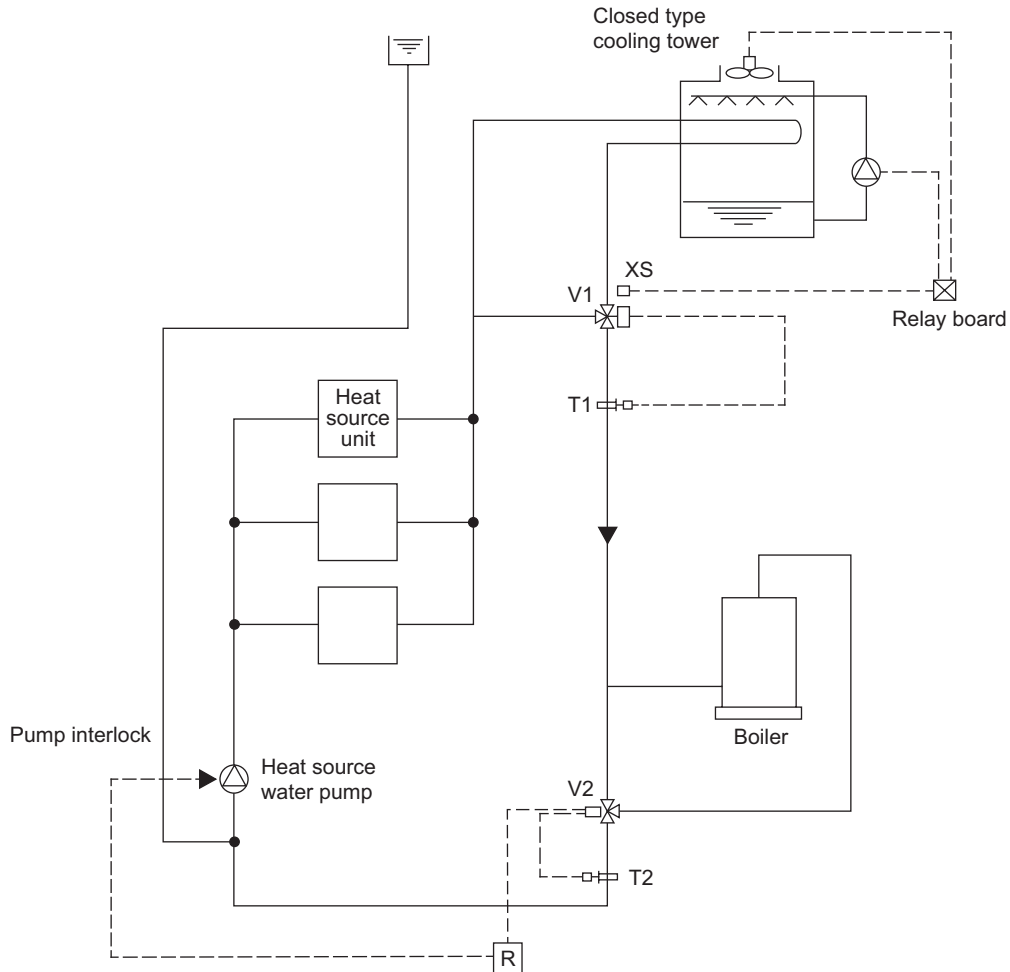 Closed type
cooling tower
XS
V1
Relay board
T1
Heat
source
unit
Pump interlock
Heat source
water pump
Boiler
V2
T2
R